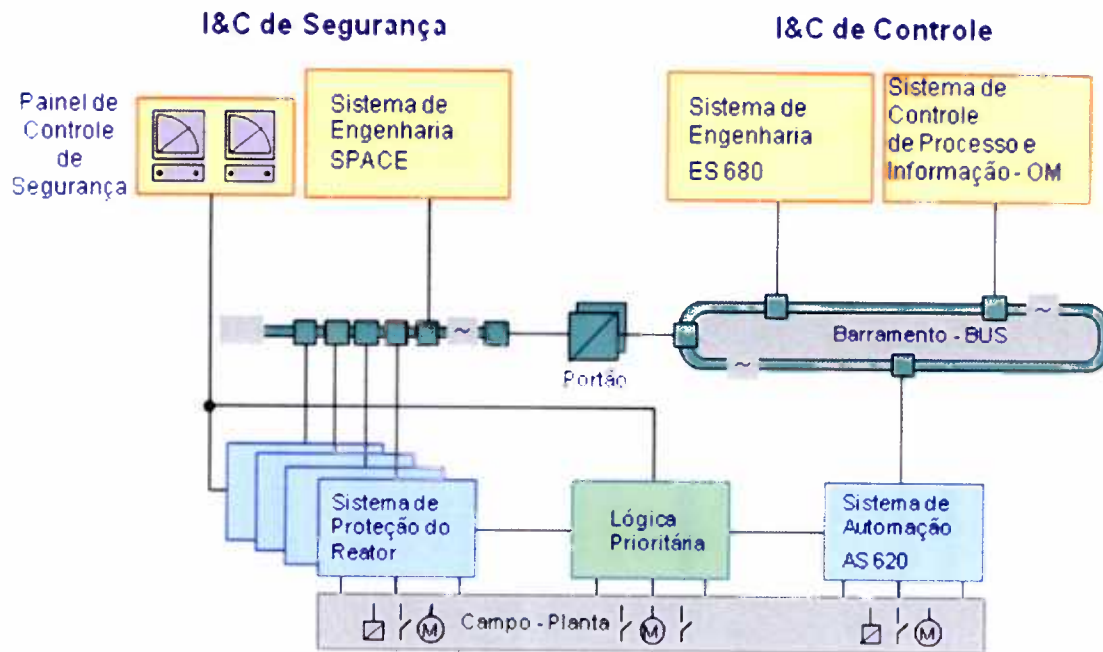 I&C de Segurança
I&C de Controle
Painel de
Controle
de
Segurança
Sistema de
Engenharia
SPACE
Sistema de
Engenharia
ES 680
Sistema de
Controle
de Processo e
Informação - OM
~
Portão
Barramento - BUS
~
~
Sistema de
Proteção do
Reator
Lógica
Prioritária
Sistema de
Automação
AS 620
M
Campo - Planta
M
M